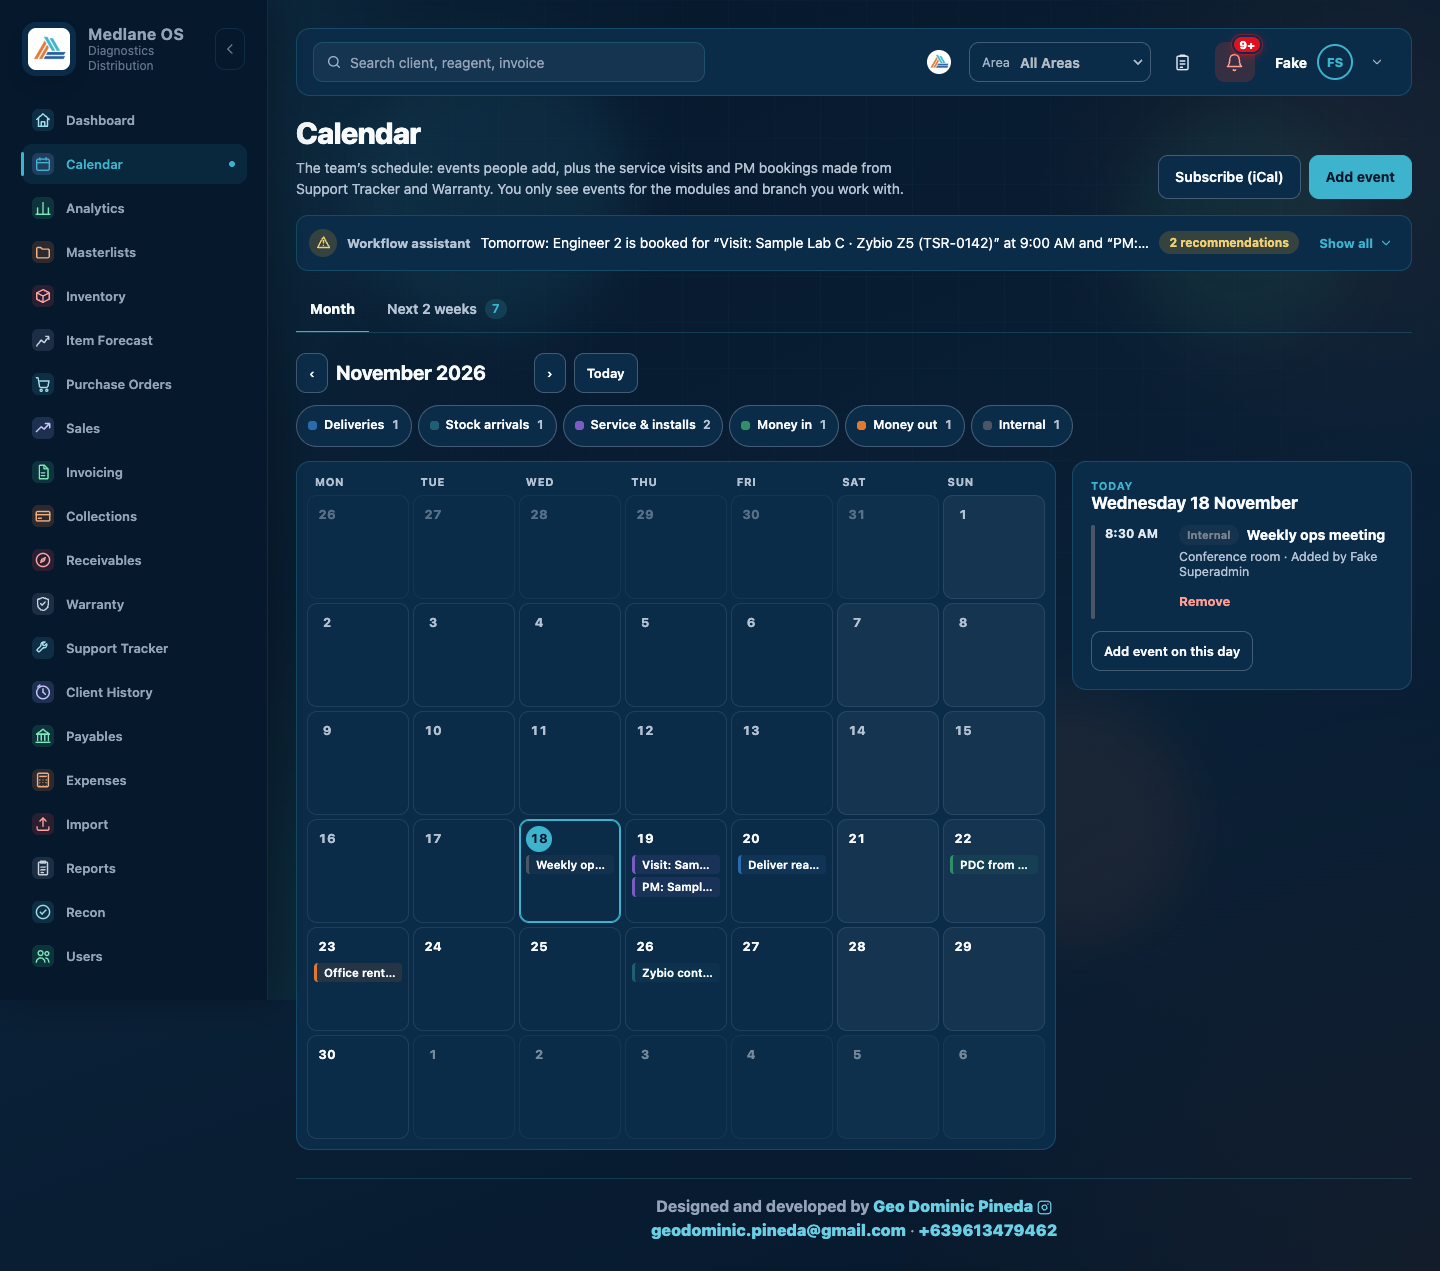 Medlane OS
Diagnostics
Distribution
Dashboard
Calendar
Analytics
Masterlists
Inventory
Item Forecast
Purchase Orders
Sales
Invoicing
Collections
Receivables
Warranty
Support Tracker
Client History
Payables
Expenses
Import
Reports
Recon
Users
Search client, reagent, invoice
Area All Areas
9+
Fake FS
Calendar
The team’s schedule: events people add, plus the service visits and PM bookings made from
Support Tracker and Warranty. You only see events for the modules and branch you work with.
Subscribe (iCal)
Add event
Workflow assistant Tomorrow: Engineer 2 is booked for “Visit: Sample Lab C · Zybio Z5 (TSR-0142)” at 9:00 AM and “PM:... 2 recommendations Show all
Month Next 2 weeks 7
‹ November 2026 › Today
Deliveries 1 Stock arrivals 1 Service & installs 2 Money in 1 Money out 1 Internal 1
MON TUE WED THU FRI SAT SUN
26 27 28 29 30 31 1
2 3 4 5 6 7 8
9 10 11 12 13 14 15
16 17 18 19 20 21 22
Weekly op... Visit: Sam... Deliver rea... PDC from ...
PM: Sampl...
23 24 25 26 27 28 29
Office rent... Zybio cont...
30 1 2 3 4 5 6
TODAY
Wednesday 18 November
8:30 AM Internal Weekly ops meeting
Conference room · Added by Fake
Superadmin
Remove
Add event on this day
Designed and developed by Geo Dominic Pineda
geodominic.pineda@gmail.com · +639613479462